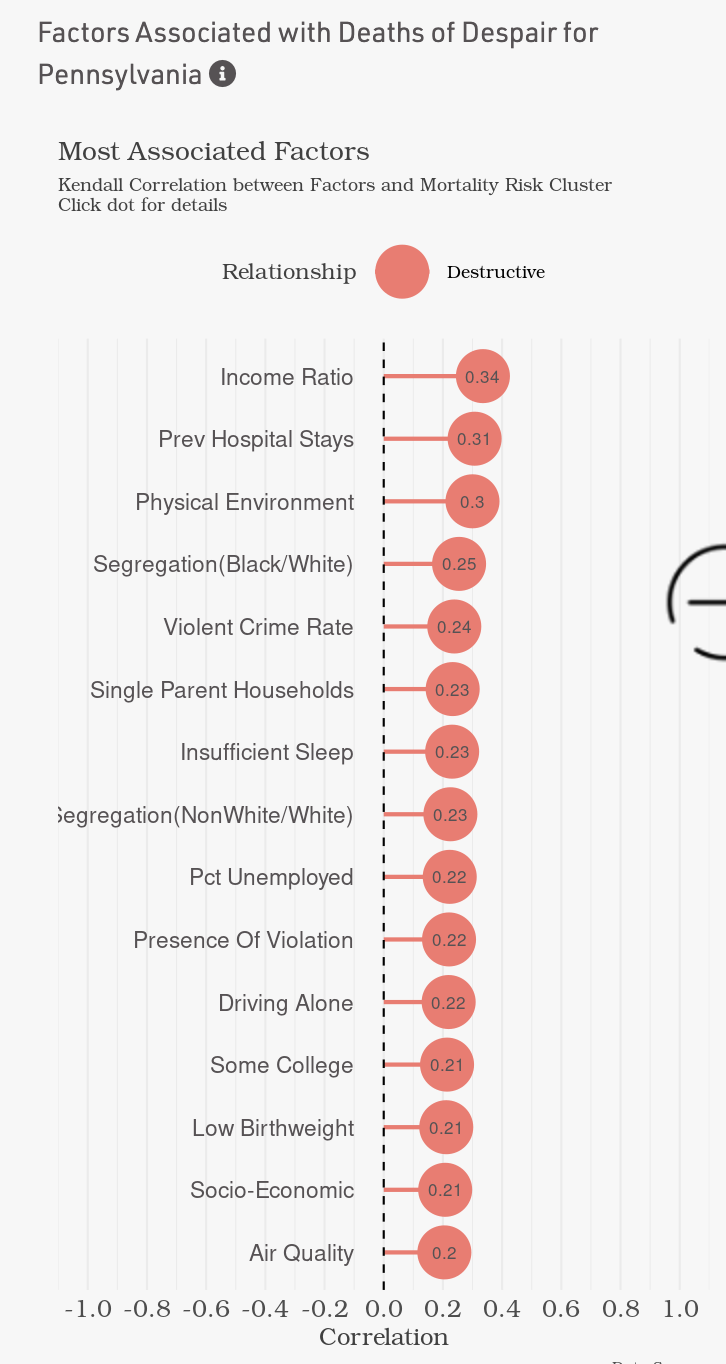 Factors Associated with Deaths of Despair for
Pennsylvania
Most Associated Factors
Kendall Correlation between Factors and Mortality Risk Cluster
Click dot for details
Relationship Destructive
Income Ratio 0.34
Prev Hospital Stays 0.31
Physical Environment 0.3
Segregation(Black/White) 0.25
Violent Crime Rate 0.24
Single Parent Households 0.23
Insufficient Sleep 0.23
Segregation(NonWhite/White) 0.23
Pct Unemployed 0.22
Presence Of Violation 0.22
Driving Alone 0.22
Some College 0.21
Low Birthweight 0.21
Socio-Economic 0.21
Air Quality 0.2
-1.0 -0.8 -0.6 -0.4 -0.2 0.0 0.2 0.4 0.6 0.8 1.0
Correlation